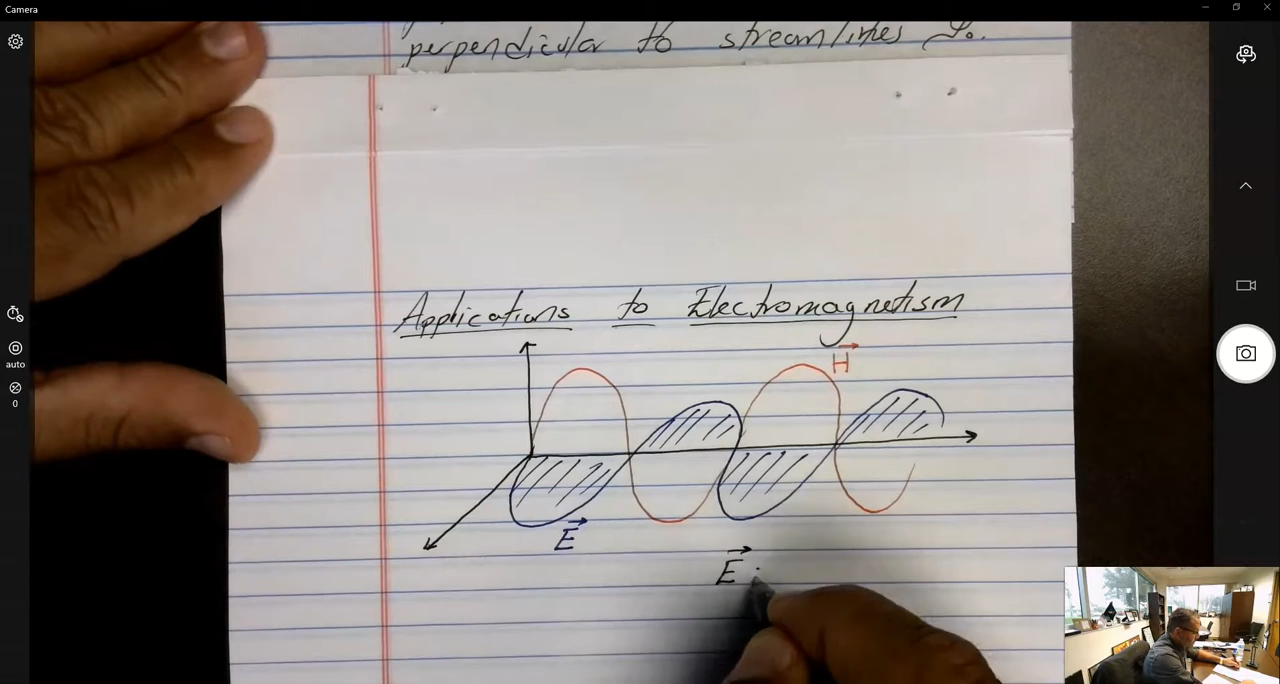 Camera
perpendicular to streamlines
auto
0
Applications to Electromagnetism
H
E
E :